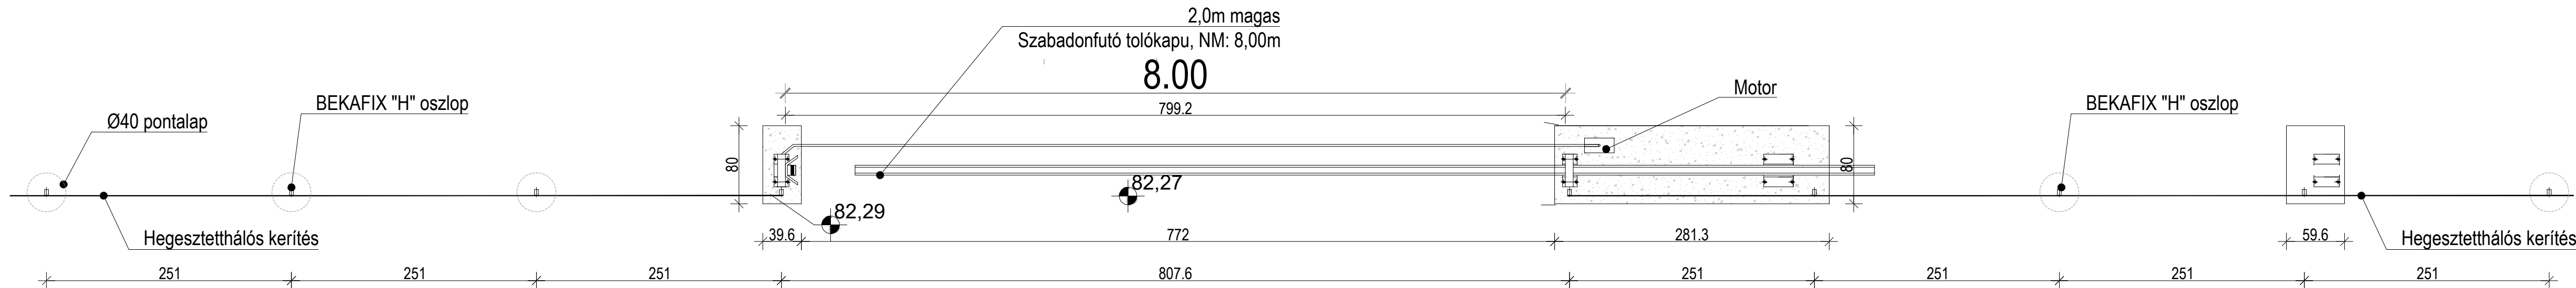 2,0m magas
Szabadonfutó tolókapu, NM: 8,00m
8.00
799.2
Motor
BEKAFIX "H" oszlop
BEKAFIX "H" oszlop
Ø40 pontalap
80
80
82,27
82,29
Hegesztetthálós kerítés
Hegesztetthálós kerítés
39.6
772
281.3
59.6
251
251
251
807.6
251
251
251
251